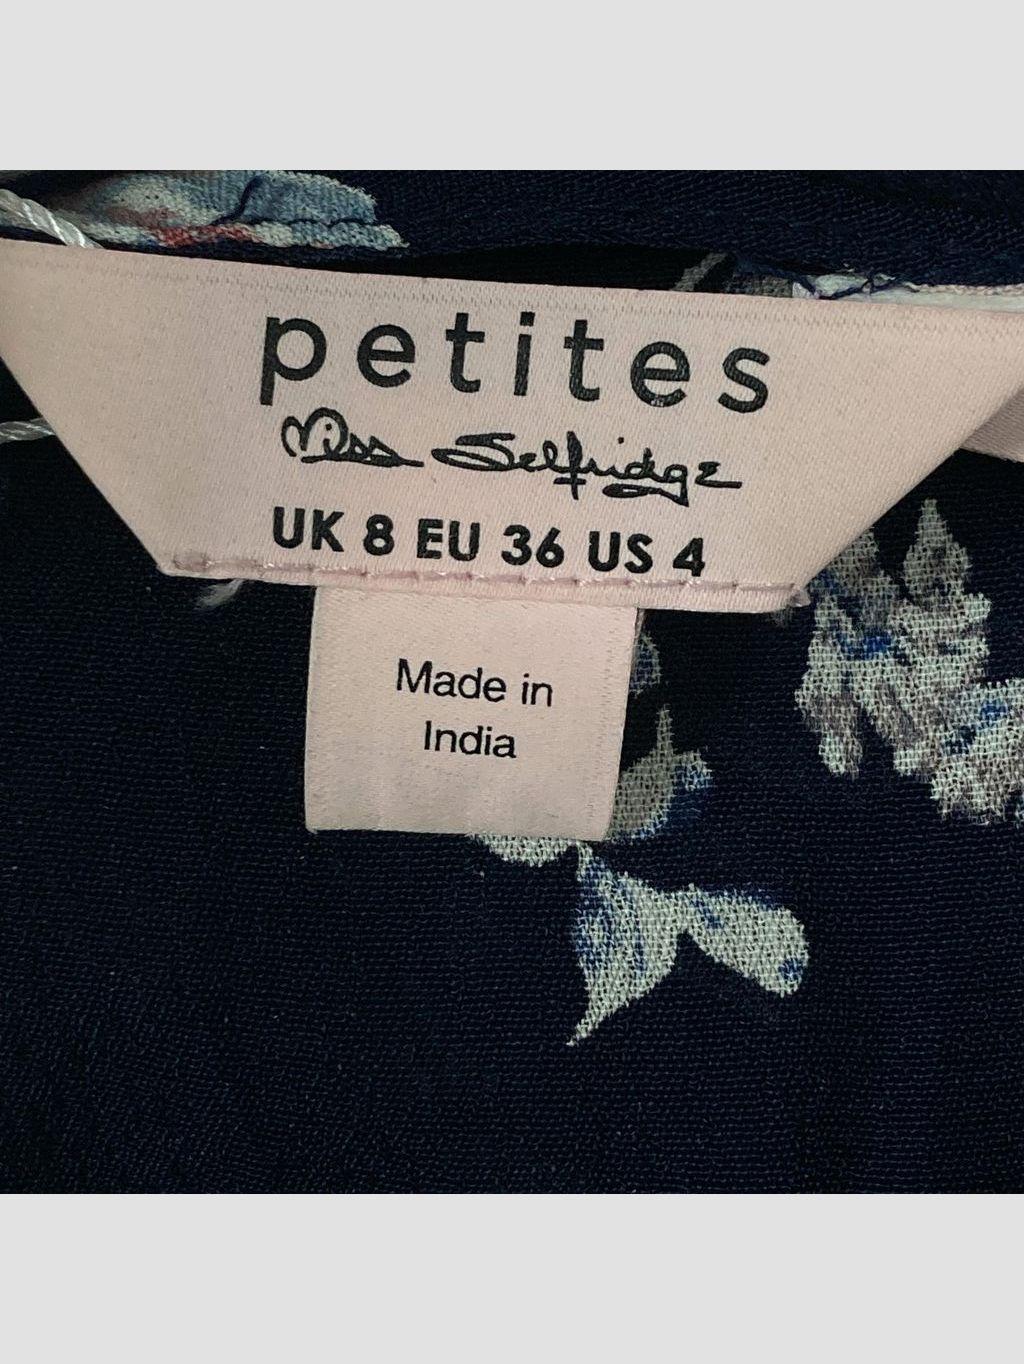 petites
Miss Selfridge
UK 8 EU 36 US 4
Made in
India